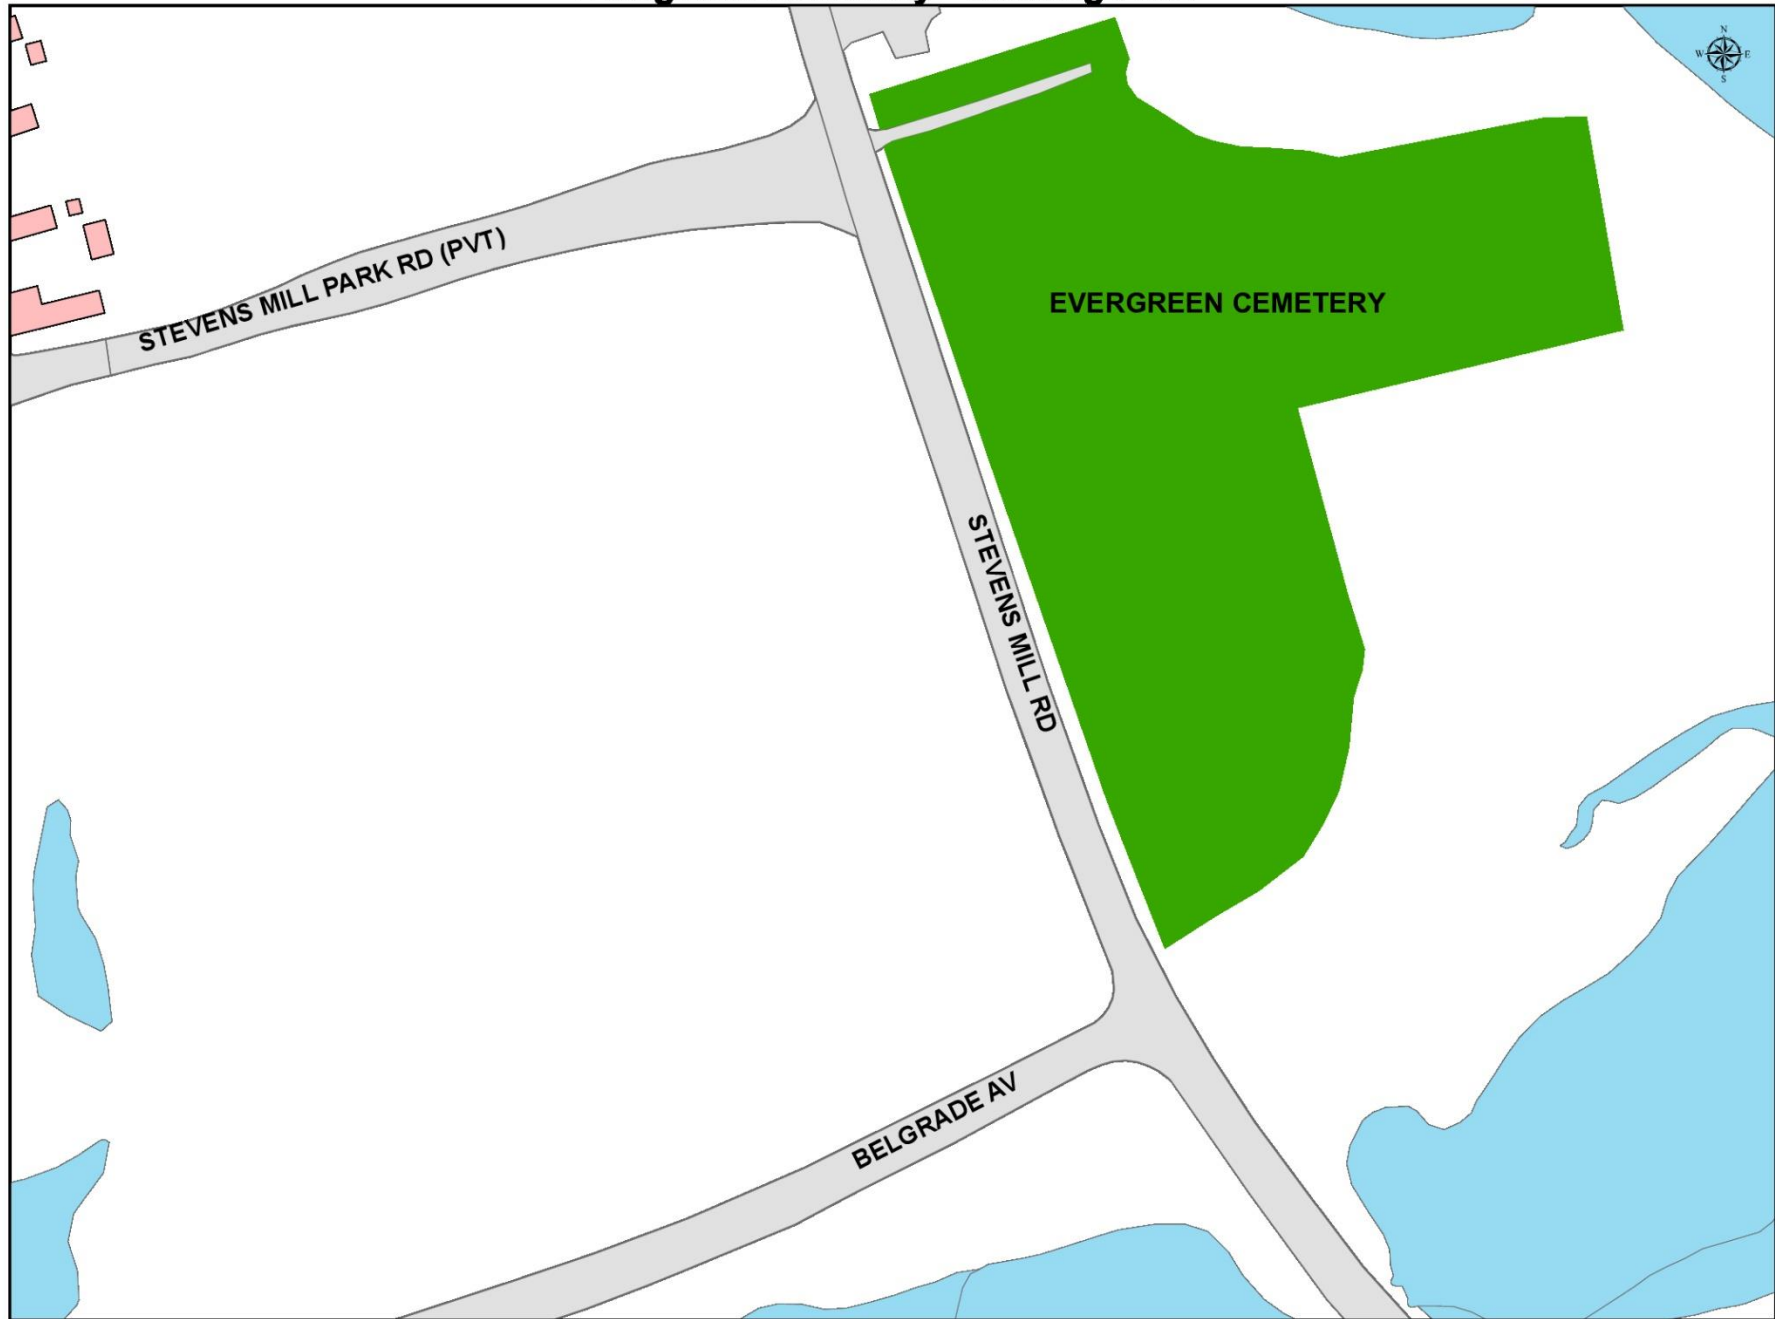 N
W E
S
STEVENS MILL PARK RD (PVT)
EVERGREEN CEMETERY
STEVENS MILL RD
BELGRADE AV